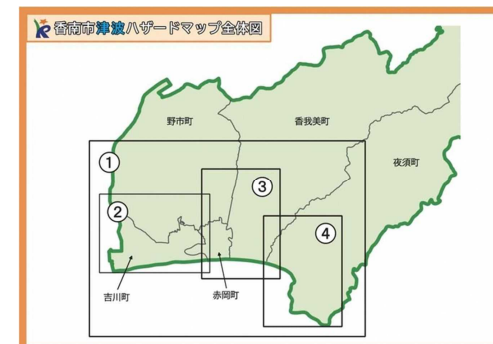 香南市津波ハザードマップ全体図
野市町
香我美町
夜須町
①
②
③
④
吉川町
赤岡町